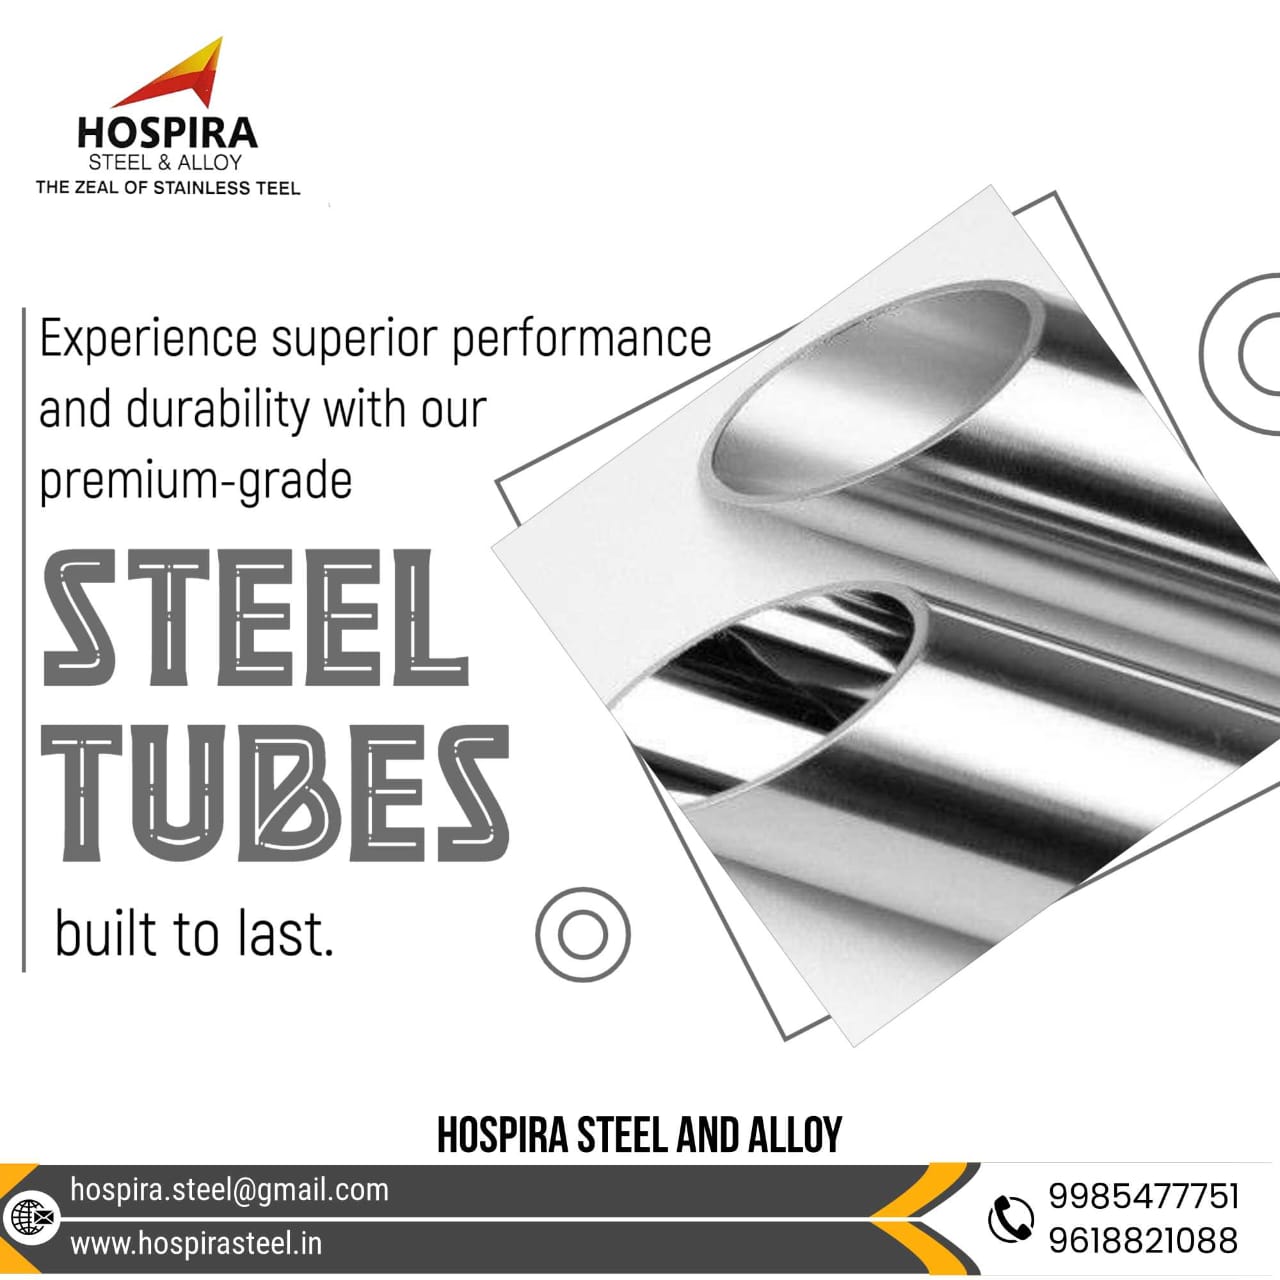 HOSPIRA
STEEL & ALLOY
THE ZEAL OF STAINLESS TEEL
Experience superior performance
and durability with our
premium-grade
STEEL
TUBES
built to last.
HOSPIRA STEEL AND ALLOY
hospira.steel@gmail.com
www.hospirasteel.in
9985477751
9618821088